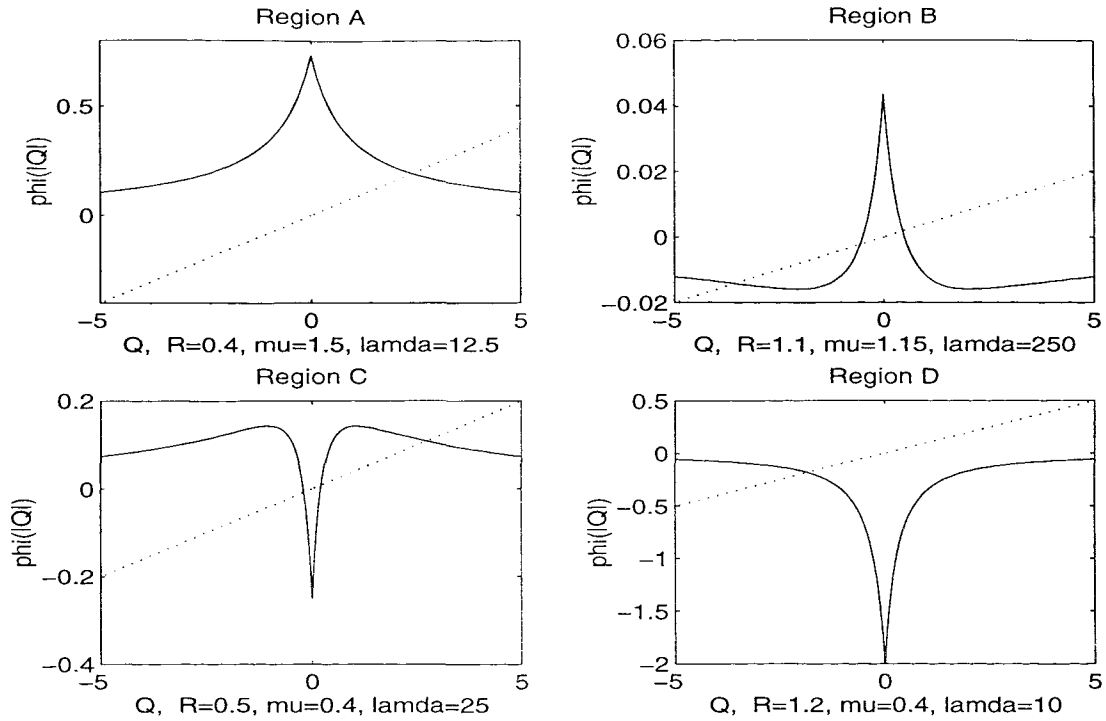 Region A
phi(|Q|)
0.5
0
−5
0
5
Q, R=0.4, mu=1.5, lamda=12.5
Region B
phi(|Q|)
0.06
0.04
0.02
0
−0.02
−5
0
5
Q, R=1.1, mu=1.15, lamda=250
Region C
phi(|Q|)
0.2
0
−0.2
−0.4
−5
0
5
Q, R=0.5, mu=0.4, lamda=25
Region D
phi(|Q|)
0.5
0
−0.5
−1
−1.5
−2
−5
0
5
Q, R=1.2, mu=0.4, lamda=10